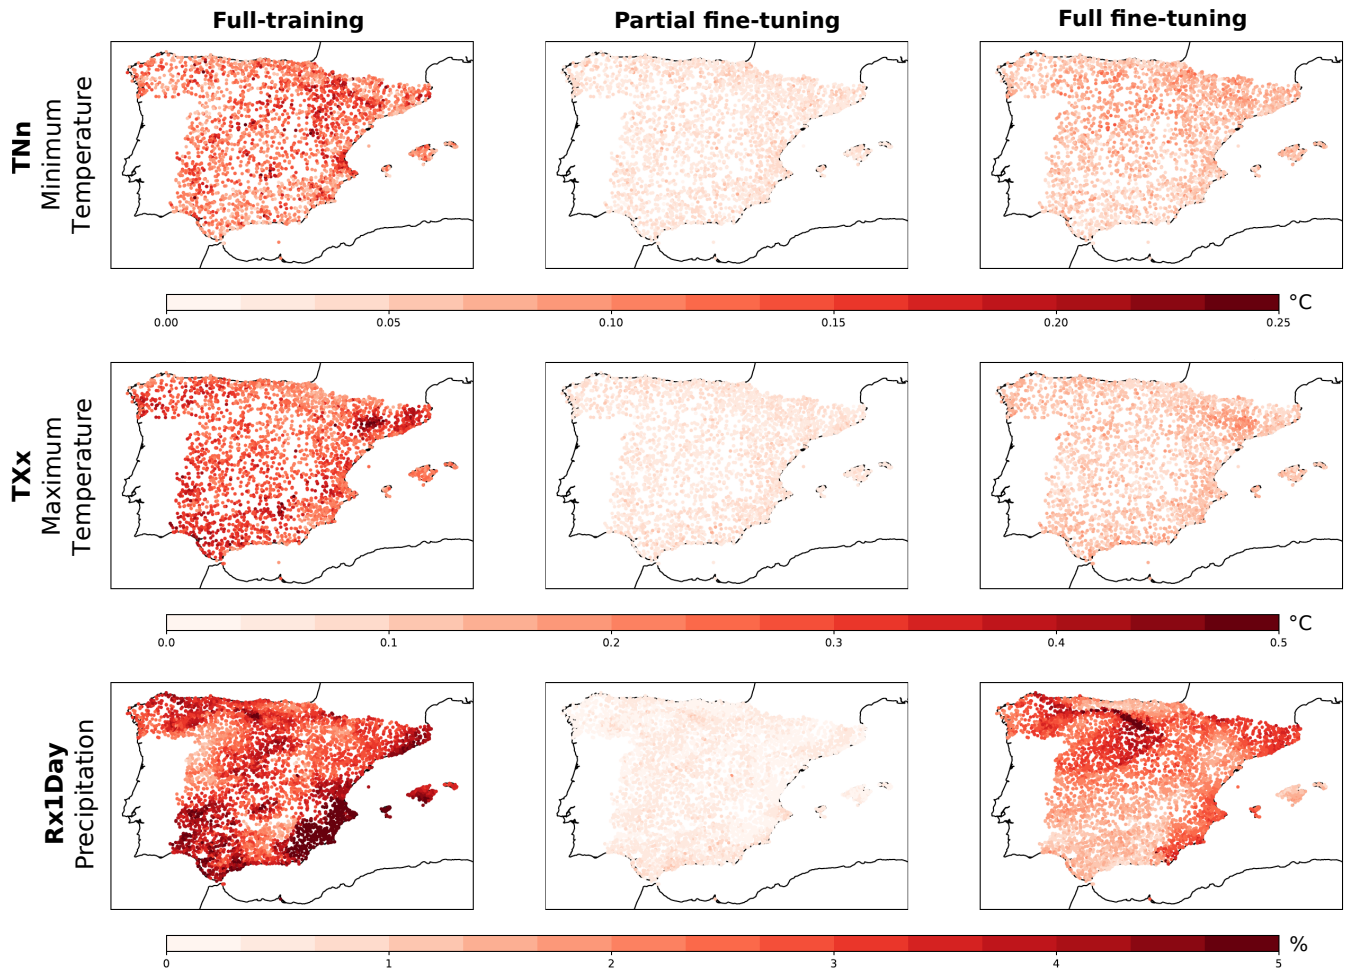 Full-training
Partial fine-tuning
Full fine-tuning
TNn
Minimum
Temperature
0.00
0.05
0.10
0.15
0.20
0.25
°C
TXx
Maximum
Temperature
0.0
0.1
0.2
0.3
0.4
0.5
°C
Rx1Day
Precipitation
0
1
2
3
4
5
%